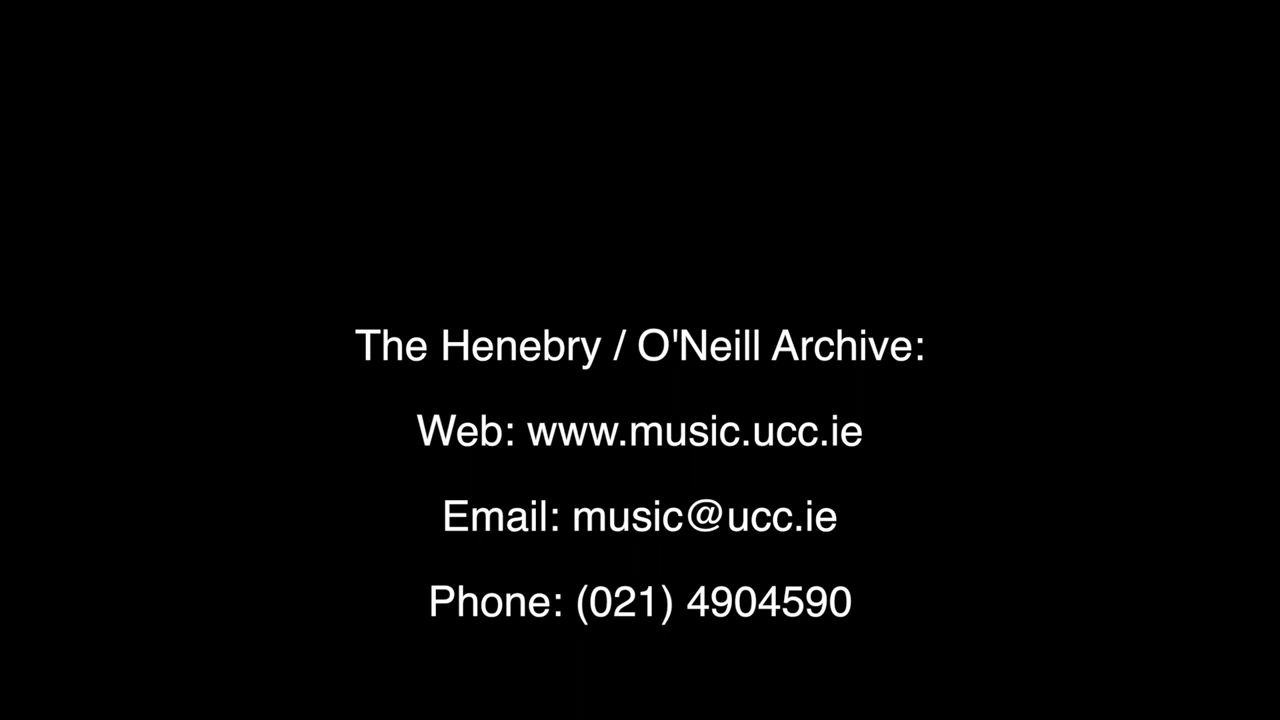 The Henebry / O'Neill Archive:
Web: www.music.ucc.ie
Email: music@ucc.ie
Phone: (021) 4904590